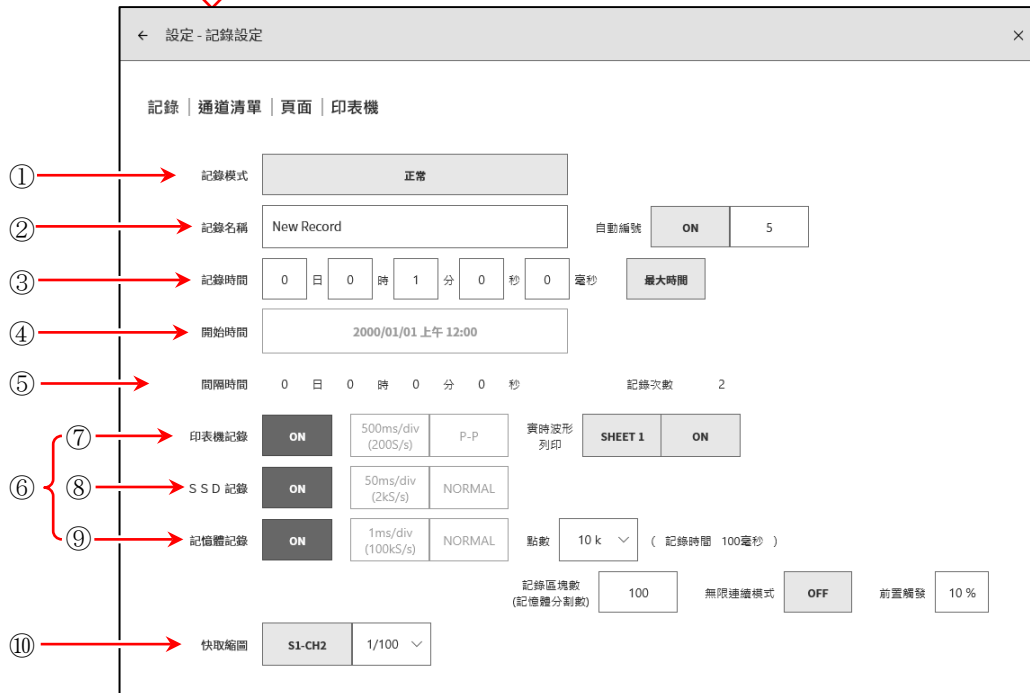 ← 設定 - 記錄設定 ×
記錄 | 通道清單 | 頁面 | 印表機
① 記錄模式 正常
② 記錄名稱 New Record 自動編號 ON 5
③ 記錄時間 0 日 0 時 1 分 0 秒 0 毫秒 最大時間
④ 開始時間 2000/01/01 上午 12:00
⑤ 間隔時間 0 日 0 時 0 分 0 秒 記錄次數 2
⑥
⑦ 印表機記錄 ON 500ms/div (200S/s) P-P 實時波形 列印 SHEET 1 ON
⑧ SSD 記錄 ON 50ms/div (2kS/s) NORMAL
⑨ 記憶體記錄 ON 1ms/div (100kS/s) NORMAL 點數 10 k ( 記錄時間 100毫秒 )
記錄區塊數 (記憶體分割數) 100 無限連續模式 OFF 前置觸發 10 %
⑩ 快取縮圖 S1-CH2 1/100